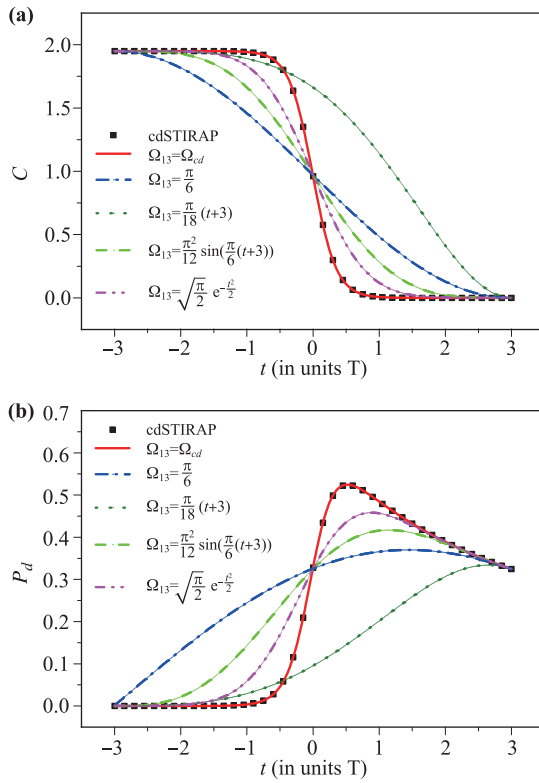 (a)
2.0
1.5
1.0
0.5
0.0
C
cdSTIRAP
Ω₁₃=Ω_cd
Ω₁₃=π/6
Ω₁₃=π/18(t+3)
Ω₁₃=π²/12 sin(π/6(t+3))
Ω₁₃=√(π/2) e^(-t²/2)
−3 −2 −1 0 1 2 3
t (in units T)
(b)
0.7
0.6
0.5
0.4
0.3
0.2
0.1
0.0
P_d
cdSTIRAP
Ω₁₃=Ω_cd
Ω₁₃=π/6
Ω₁₃=π/18(t+3)
Ω₁₃=π²/12 sin(π/6(t+3))
Ω₁₃=√(π/2) e^(-t²/2)
−3 −2 −1 0 1 2 3
t (in units T)